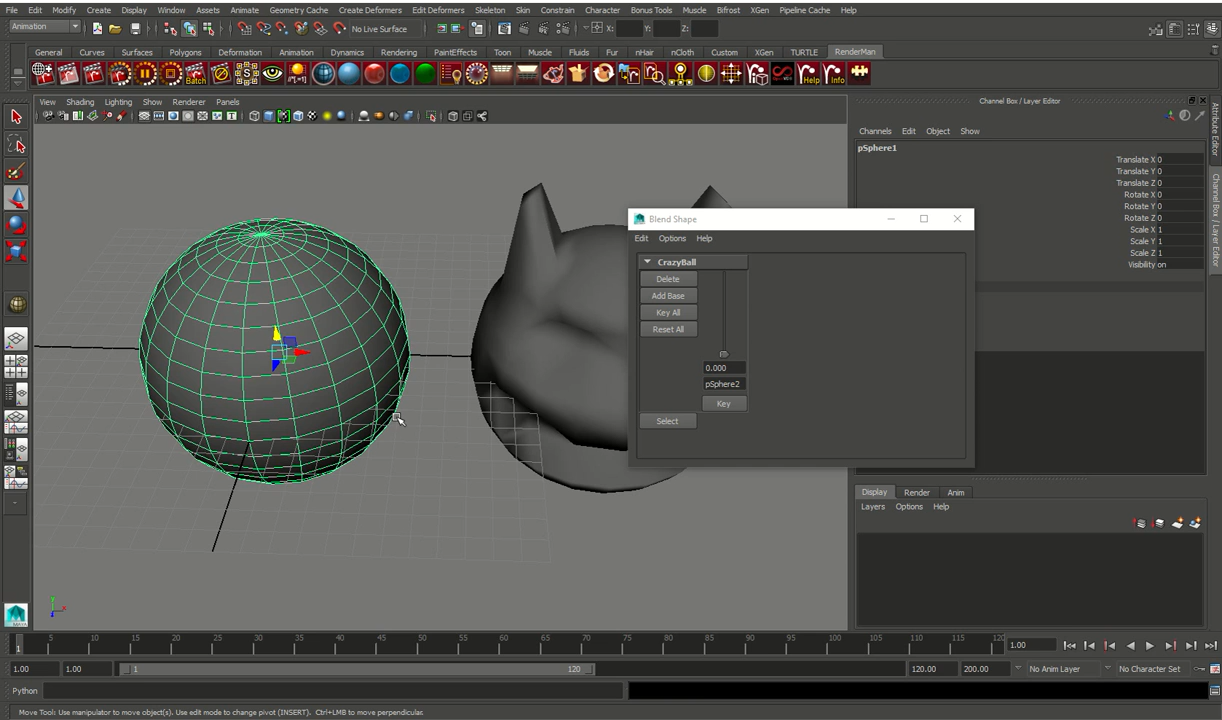 File Edit Modify Create Display Window Assets Animate Geometry Cache Create Deformers Edit Deformers Skeleton Skin Constrain Character Bonus Tools Muscle Bifrost XGen Pipeline Cache Help
Animation No Live Surface X: Y: Z:
General Curves Surfaces Polygons Deformation Animation Dynamics Rendering PaintEffects Toon Muscle Fluids Fur nHair nCloth Custom XGen TURTLE RenderMan
Batch Help Info
View Shading Lighting Show Renderer Panels
Channel Box / Layer Editor
Channels Edit Object Show
pSphere1
Translate X 0
Translate Y 0
Translate Z 0
Rotate X 0
Rotate Y 0
Rotate Z 0
Scale X 1
Scale Y 1
Scale Z 1
Visibility on
Attribute Editor
Channel Box / Layer Editor
Blend Shape
Edit Options Help
CrazyBall
Delete
Add Base
Key All
Reset All
0.000
pSphere2
Key
Select
Display Render Anim
Layers Options Help
MAYA
1 5 10 15 20 25 30 35 40 45 50 55 60 65 70 75 80 85 90 95 100 105 110 115 120
1.00
1.00 1.00 1 120 120.00 200.00 No Anim Layer No Character Set
Python
Move Tool: Use manipulator to move object(s). Use edit mode to change pivot (INSERT). Ctrl+LMB to move perpendicular.